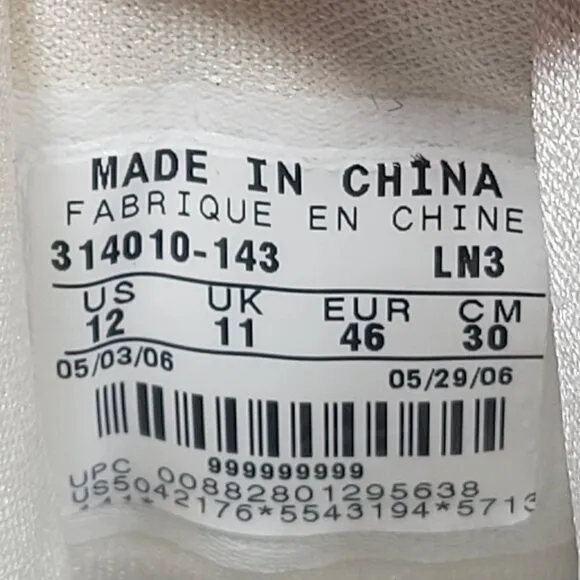 MADE IN CHINA
FABRIQUE EN CHINE
314010-143 LN3
US UK EUR CM
12 11 46 30
05/03/06 05/29/06
999999999
UPC 00882801295638
US5042176*5543194*5713